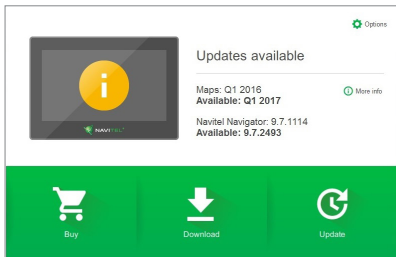 Options
Updates available
Maps: Q1 2016
Available: Q1 2017
More info
Navitel Navigator: 9.7.1114
Available: 9.7.2493
NAVITEL
Buy
Download
Update